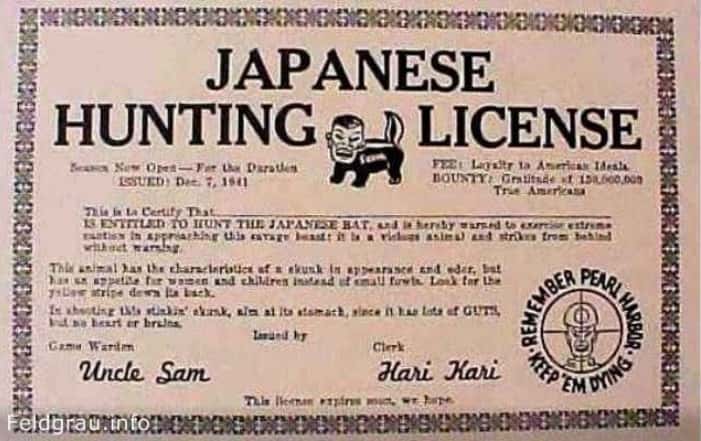 JAPANESE
HUNTING LICENSE
Season Now Open — For the Duration
ISSUED: Dec. 7, 1941
FEE: Loyalty to American Ideals.
BOUNTY: Gratitude of 130,000,000
True Americans
This is to Certify That
IS ENTITLED TO HUNT THE JAPANESE RAT, and is hereby warned to exercise extreme
caution in approaching this savage beast: it is a vicious animal and strikes from behind
without warning.
This animal has the characteristics of a skunk in appearance and odor, but
has an appetite for women and children instead of small fowls. Look for the
yellow stripe down its back.
In shooting this stinkin' skunk, aim at its stomach, since it has lots of GUTS,
but no heart or brains.
Issued by
Game Warden
Clerk
Uncle Sam
Hari Kari
REMEMBER PEARL HARBOR
KEEP 'EM DYING
This license expires soon, we hope.
Feldgrau.info